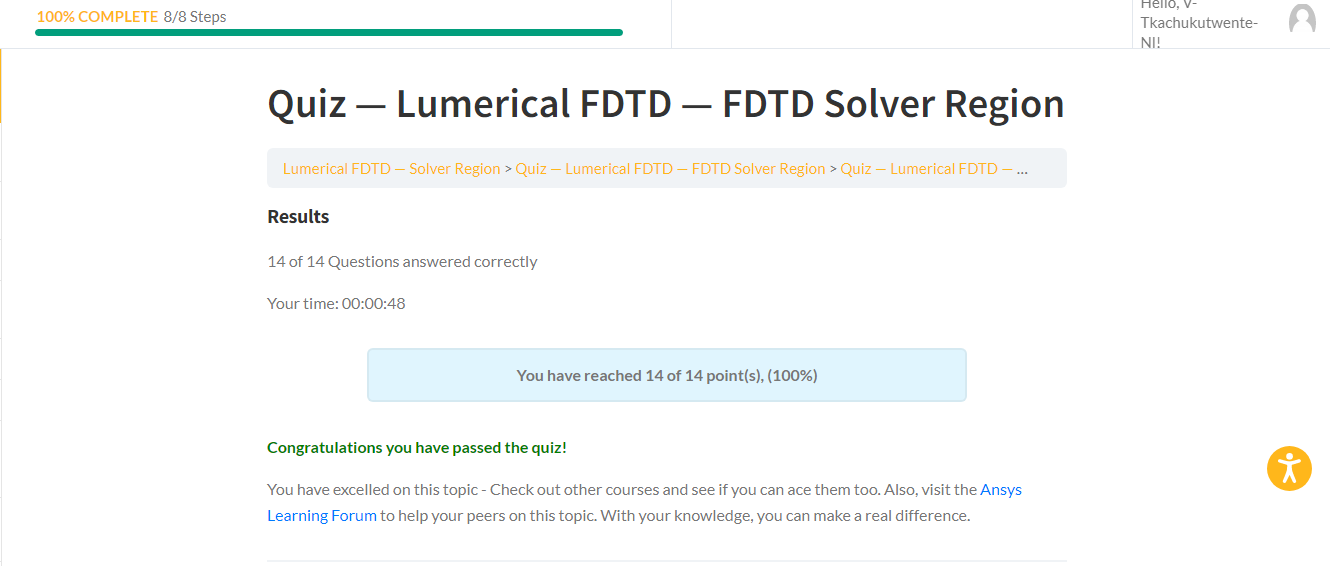 100% COMPLETE 8/8 Steps
Hello, V-
Tkachukutwente-
Nl!
Quiz — Lumerical FDTD — FDTD Solver Region
Lumerical FDTD — Solver Region > Quiz — Lumerical FDTD — FDTD Solver Region > Quiz — Lumerical FDTD — ...
Results
14 of 14 Questions answered correctly
Your time: 00:00:48
You have reached 14 of 14 point(s), (100%)
Congratulations you have passed the quiz!
You have excelled on this topic - Check out other courses and see if you can ace them too. Also, visit the Ansys
Learning Forum to help your peers on this topic. With your knowledge, you can make a real difference.